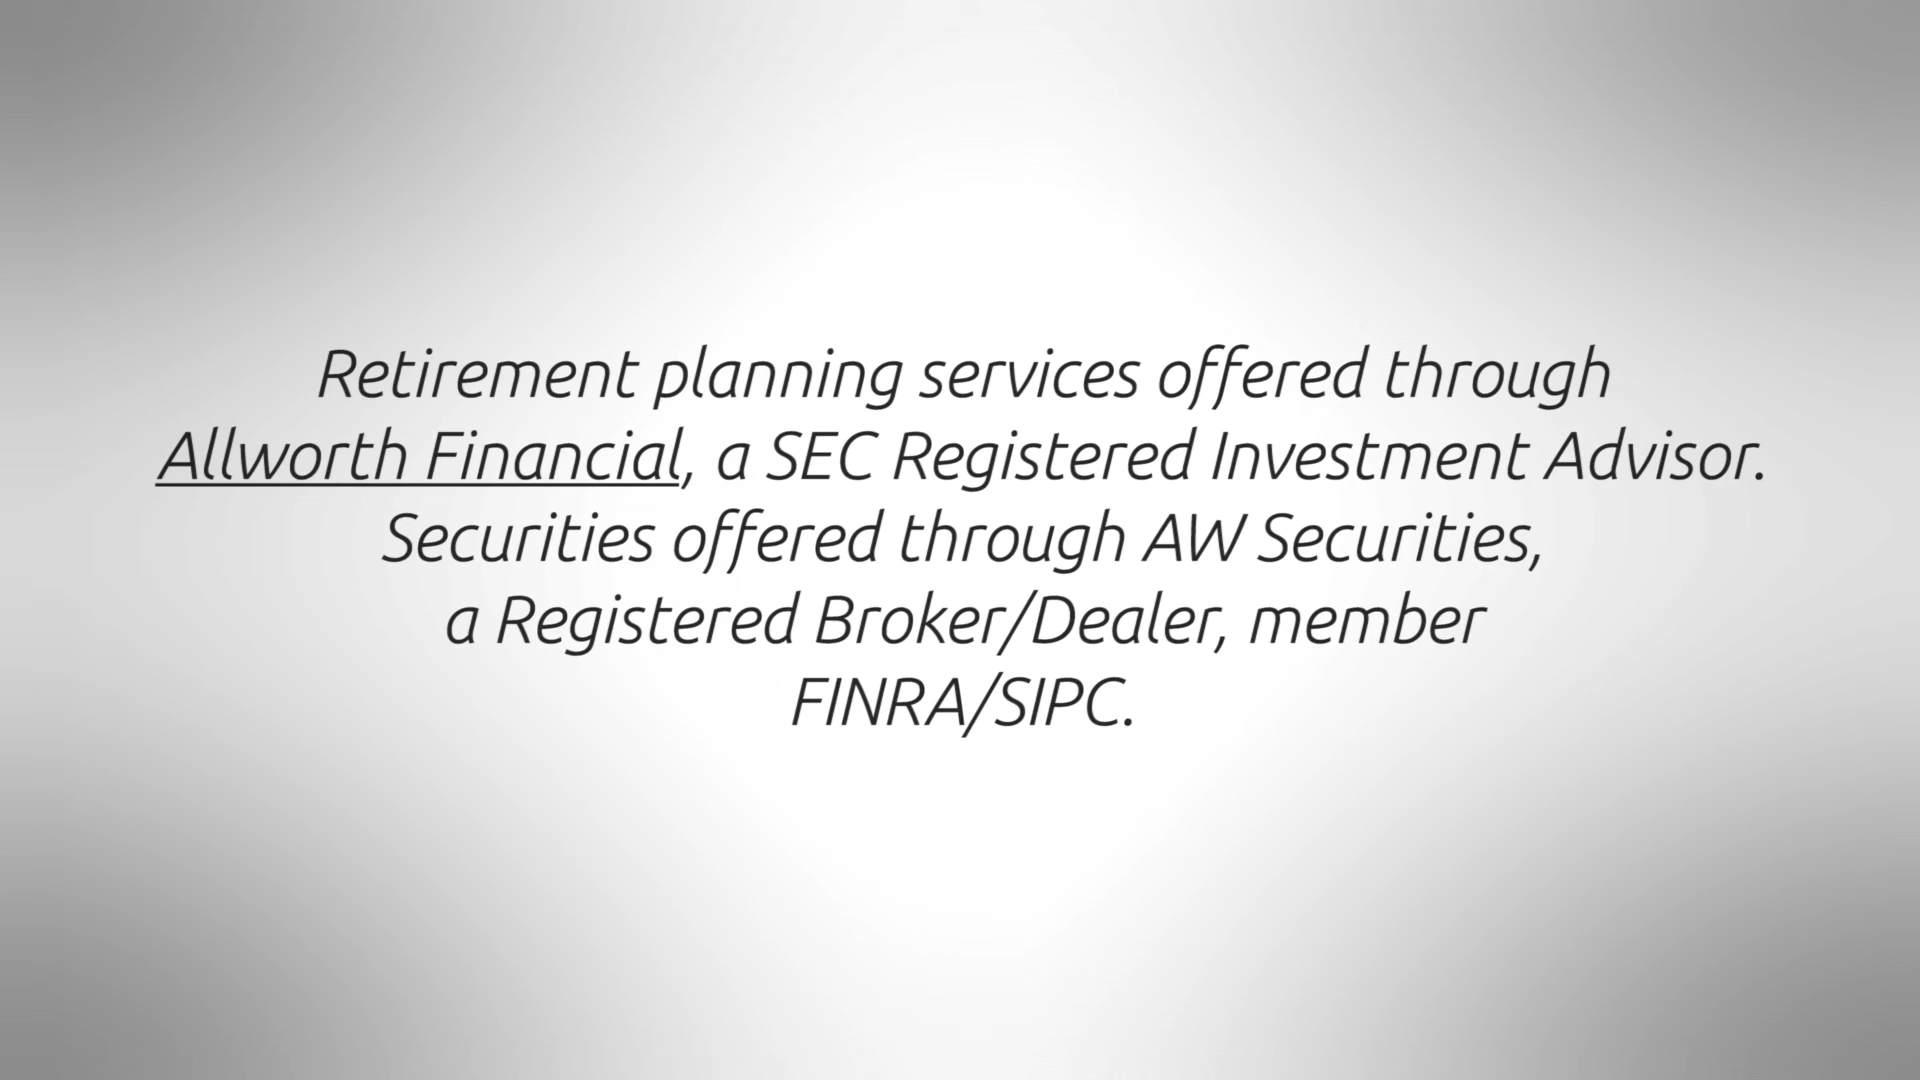 Retirement planning services offered through
Allworth Financial, a SEC Registered Investment Advisor.
Securities offered through AW Securities,
a Registered Broker/Dealer, member
FINRA/SIPC.